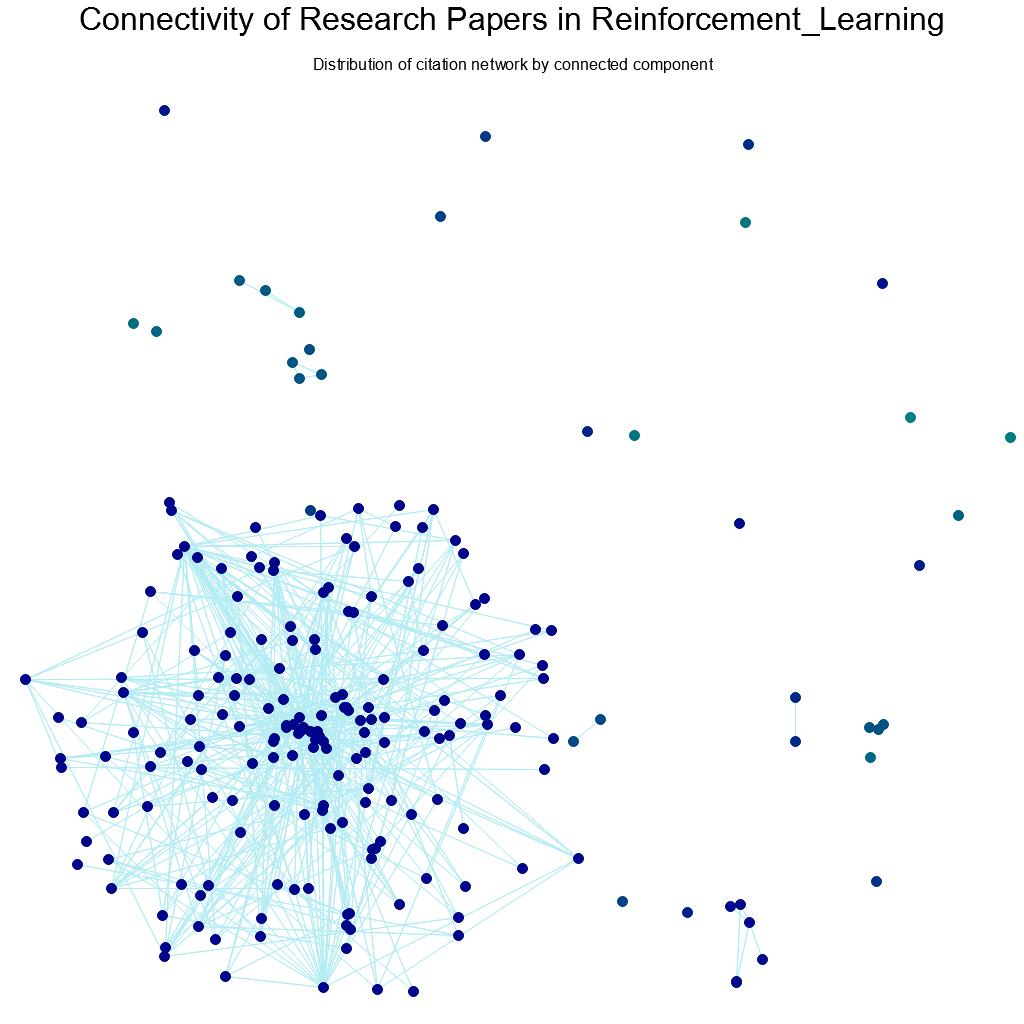 Connectivity of Research Papers in Reinforcement_Learning
Distribution of citation network by connected component